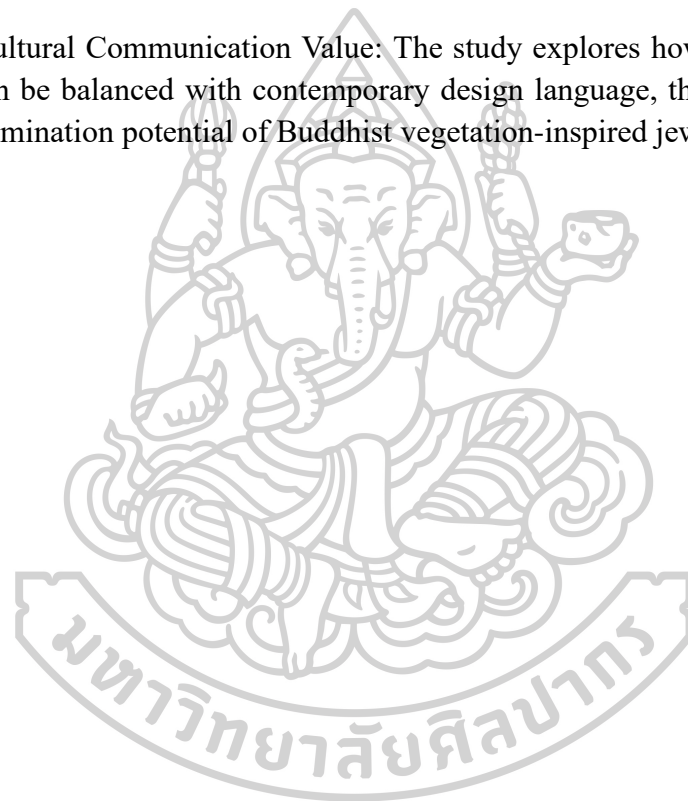 ultural Communication Value: The study explores how
n be balanced with contemporary design language, th
mination potential of Buddhist vegetation-inspired jew
มหาวิทยาลัยศิลปากร